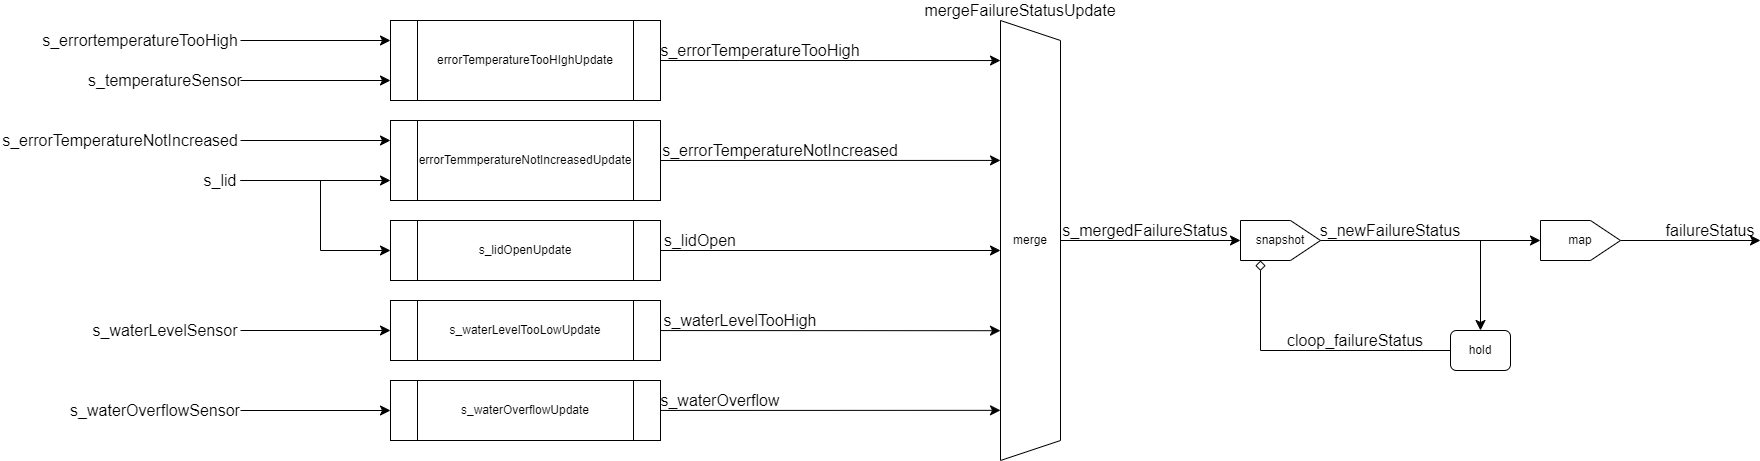 mergeFailureStatusUpdate
s_errortemperatureTooHigh
s_temperatureSensor
errorTemperatureTooHIghUpdate
s_errorTemperatureTooHigh
s_errorTemperatureNotIncreased
s_lid
errorTemmperatureNotIncreasedUpdate
s_errorTemperatureNotIncreased
s_lidOpenUpdate
s_lidOpen
s_waterLevelSensor
s_waterLevelTooLowUpdate
s_waterLevelTooHigh
s_waterOverflowSensor
s_waterOverflowUpdate
s_waterOverflow
merge
s_mergedFailureStatus
snapshot
s_newFailureStatus
map
failureStatus
cloop_failureStatus
hold